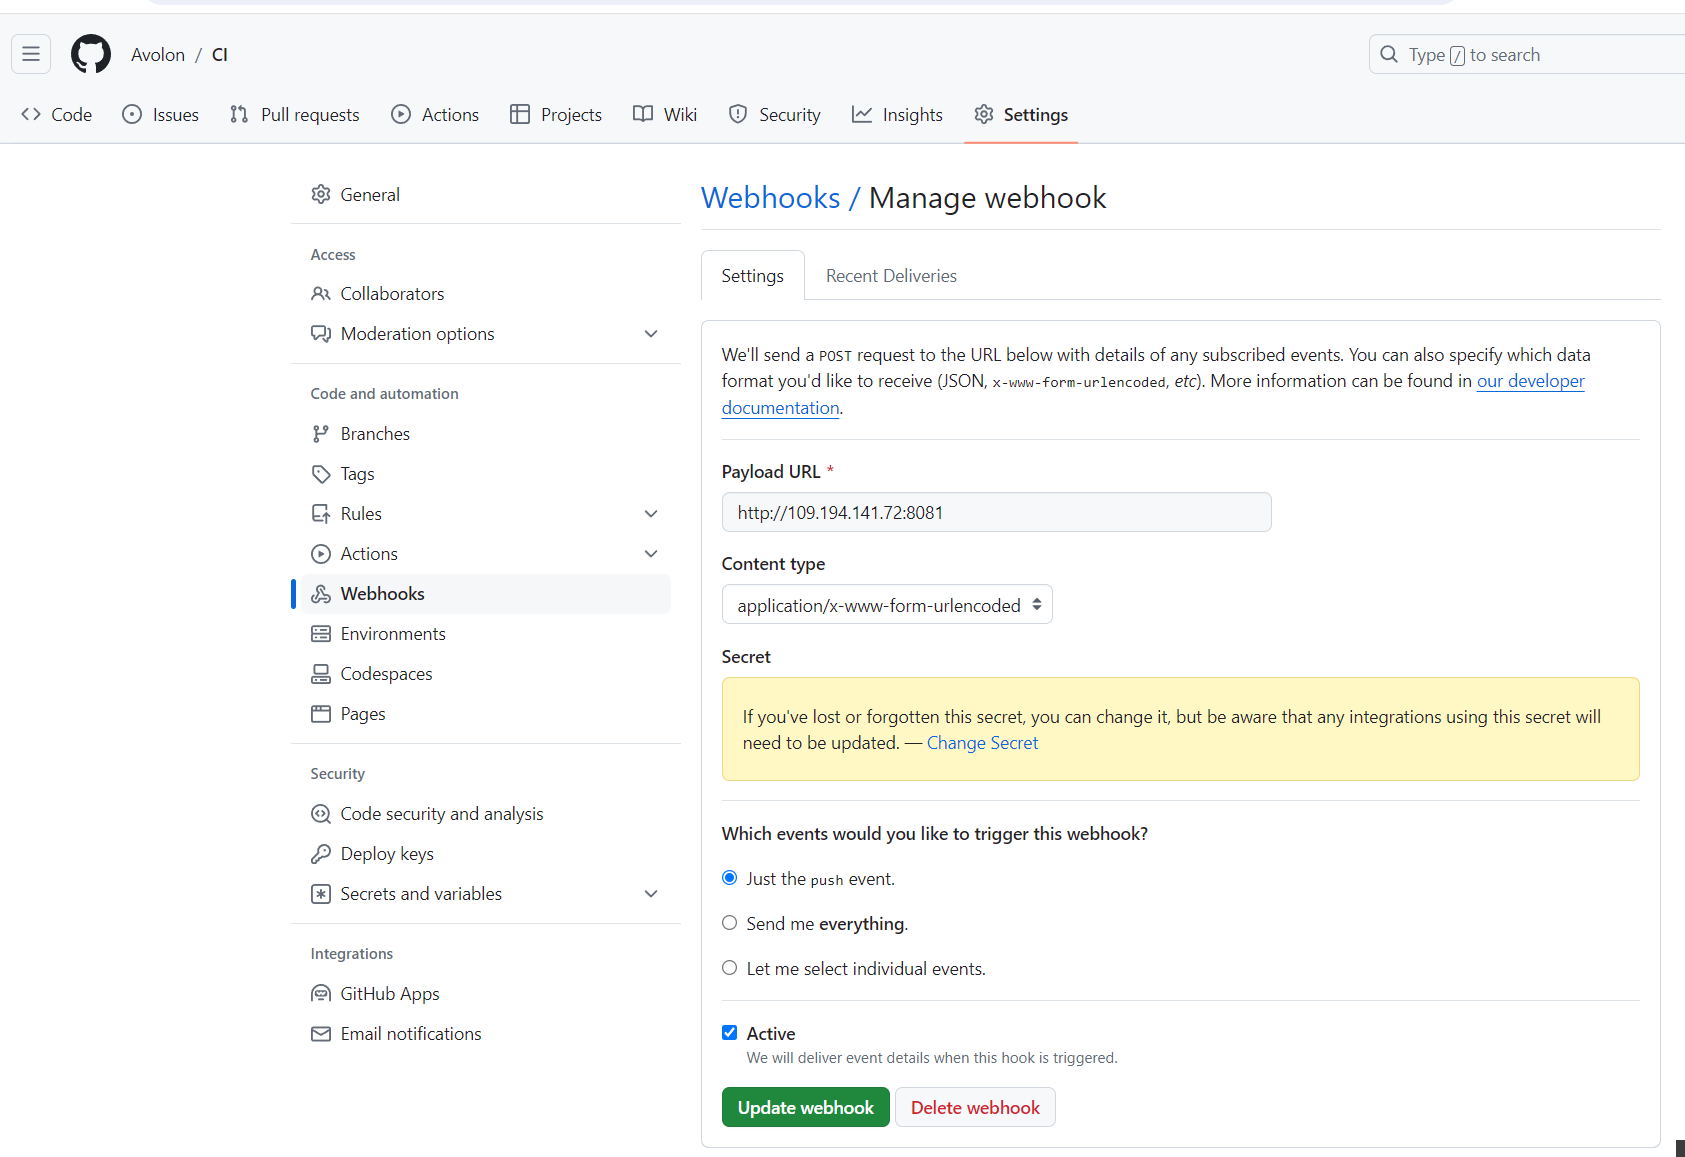 Avolon / CI
Type / to search
Code Issues Pull requests Actions Projects Wiki Security Insights Settings
General
Access
Collaborators
Moderation options
Code and automation
Branches
Tags
Rules
Actions
Webhooks
Environments
Codespaces
Pages
Security
Code security and analysis
Deploy keys
Secrets and variables
Integrations
GitHub Apps
Email notifications
Webhooks / Manage webhook
Settings Recent Deliveries
We'll send a POST request to the URL below with details of any subscribed events. You can also specify which data
format you'd like to receive (JSON, x-www-form-urlencoded, etc). More information can be found in our developer
documentation.
Payload URL *
http://109.194.141.72:8081
Content type
application/x-www-form-urlencoded
Secret
If you've lost or forgotten this secret, you can change it, but be aware that any integrations using this secret will
need to be updated. — Change Secret
Which events would you like to trigger this webhook?
Just the push event.
Send me everything.
Let me select individual events.
Active
We will deliver event details when this hook is triggered.
Update webhook Delete webhook